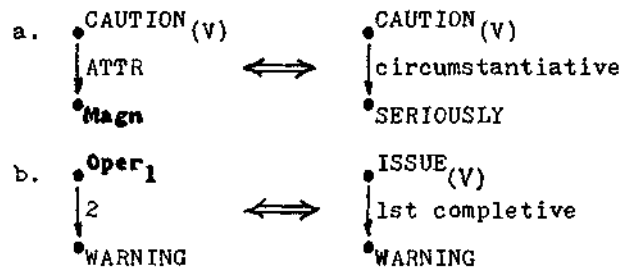 a. CAUTION(V) CAUTION(V)
ATTR ⟺ circumstantiative
Magn SERIOUSLY
b. Oper1 ISSUE(V)
2 ⟺ 1st completive
WARNING WARNING